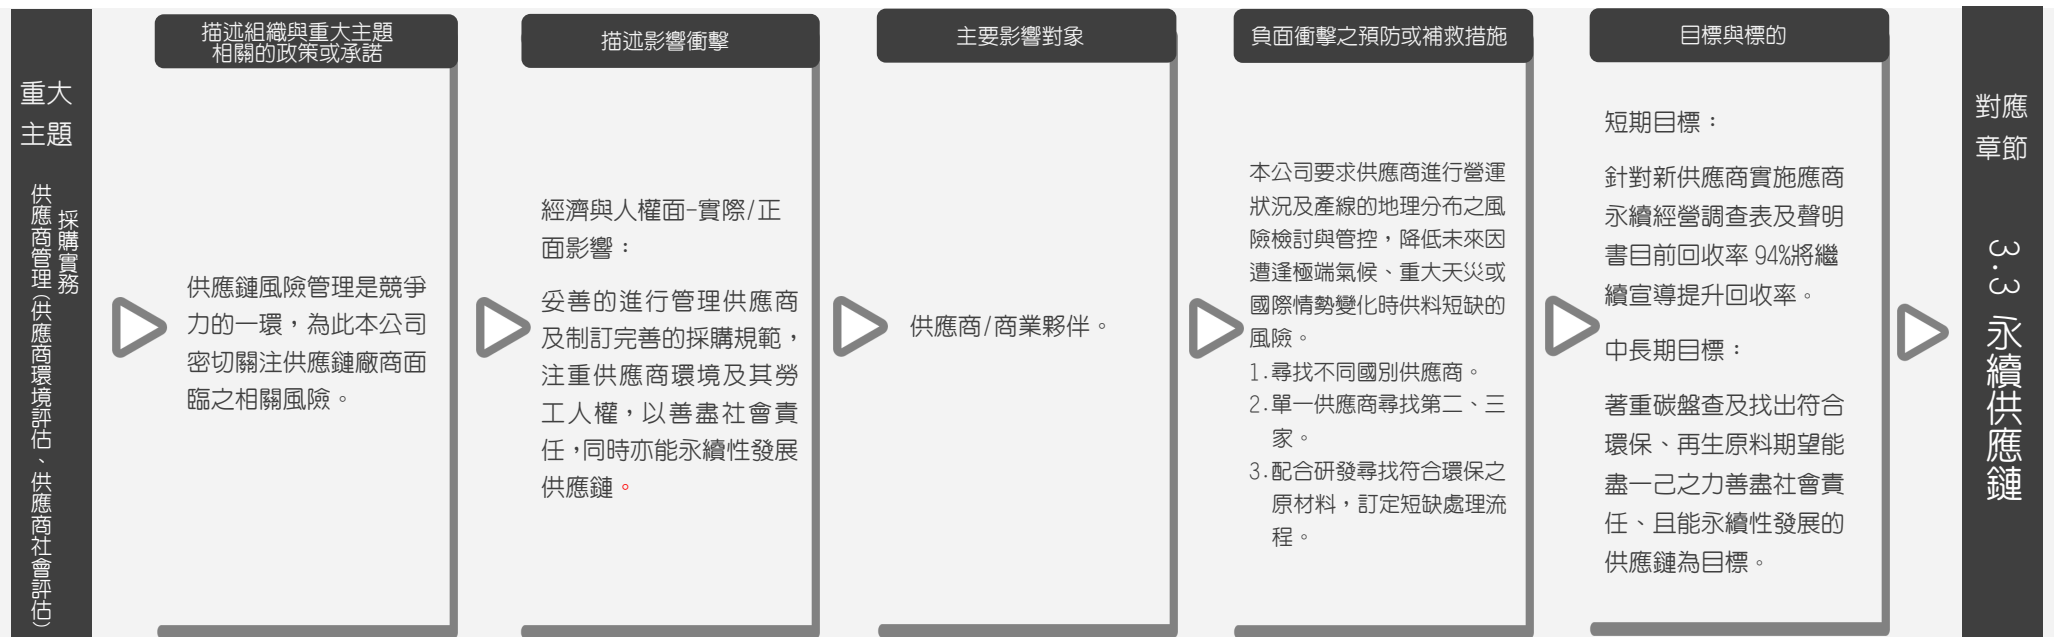 重大
主題
採購實務
供應商管理(供應商環境評估、供應商社會評估)
描述組織與重大主題
相關的政策或承諾
供應鏈風險管理是競爭
力的一環，為此本公司
密切關注供應鏈廠商面
臨之相關風險。
描述影響衝擊
經濟與人權面-實際/正
面影響：
妥善的進行管理供應商
及制訂完善的採購規範，
注重供應商環境及其勞
工人權，以善盡社會責
任，同時亦能永續性發展
供應鏈。
主要影響對象
供應商/商業夥伴。
負面衝擊之預防或補救措施
本公司要求供應商進行營運
狀況及產線的地理分布之風
險檢討與管控，降低未來因
遭逢極端氣候、重大天災或
國際情勢變化時供料短缺的
風險。
1.尋找不同國別供應商。
2.單一供應商尋找第二、三
家。
3.配合研發尋找符合環保之
原材料，訂定短缺處理流
程。
目標與標的
短期目標：
針對新供應商實施應商
永續經營調查表及聲明
書目前回收率 94%將繼
續宣導提升回收率。
中長期目標：
著重碳盤查及找出符合
環保、再生原料期望能
盡一己之力善盡社會責
任、且能永續性發展的
供應鏈為目標。
對應
章節
3.3 永續供應鏈